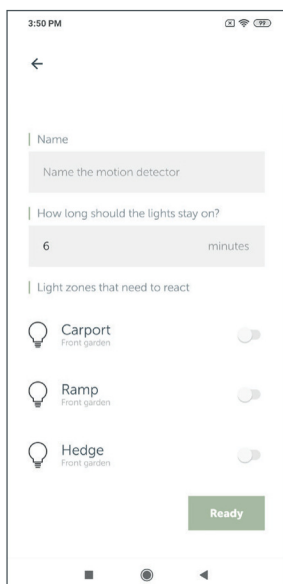 3:50 PM
99
Name
Name the motion detector
How long should the lights stay on?
6 minutes
Light zones that need to react
Carport
Front garden
Ramp
Front garden
Hedge
Front garden
Ready